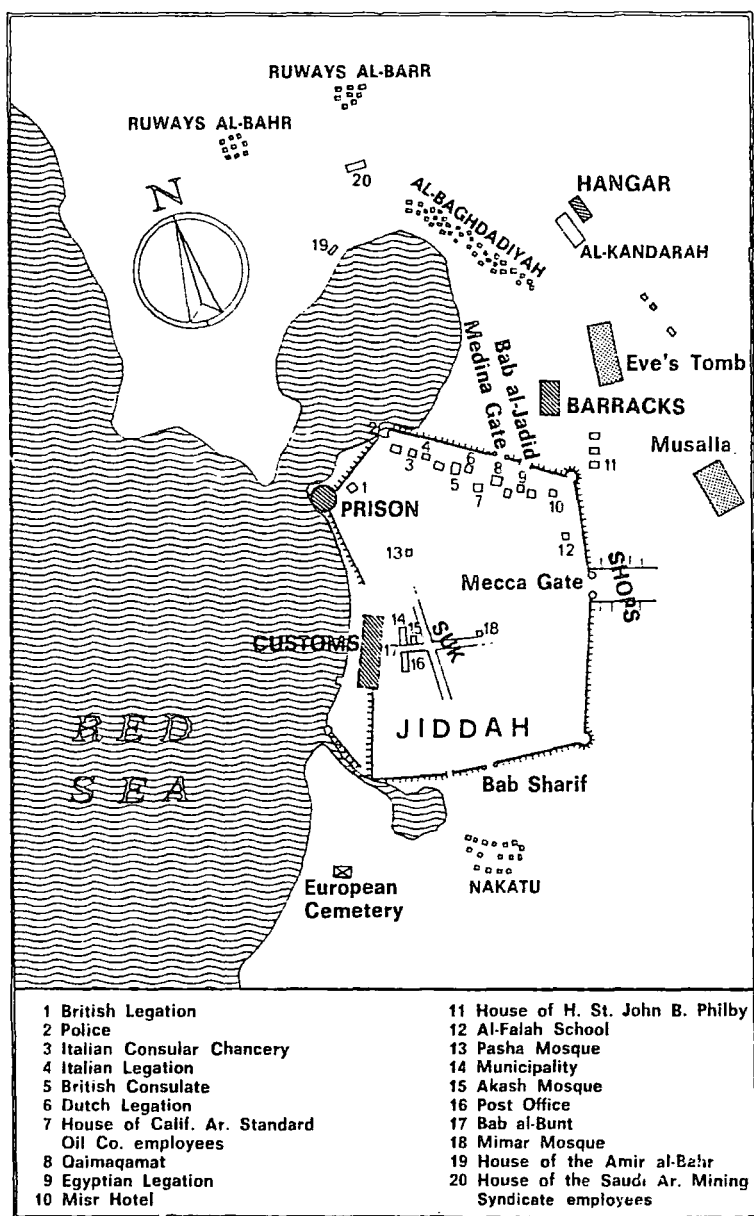 RUWAYS AL-BARR
RUWAYS AL-BAHR
N
20
HANGAR
AL-BAGHDADIYAH
AL-KANDARAH
19
Bab al-Jadid
Medina Gate
Eve's Tomb
BARRACKS
Musalla
2
3
4
5
6
7
8
9
10
11
1
PRISON
12
13
Mecca Gate
SHOPS
14
15
SUK
18
CUSTOMS
17
16
RED
SEA
JIDDAH
Bab Sharif
European
Cemetery
NAKATU
1 British Legation
2 Police
3 Italian Consular Chancery
4 Italian Legation
5 British Consulate
6 Dutch Legation
7 House of Calif. Ar. Standard
Oil Co. employees
8 Qaimaqamat
9 Egyptian Legation
10 Misr Hotel
11 House of H. St. John B. Philby
12 Al-Falah School
13 Pasha Mosque
14 Municipality
15 Akash Mosque
16 Post Office
17 Bab al-Bunt
18 Mimar Mosque
19 House of the Amir al-Bahr
20 House of the Saudi Ar. Mining
Syndicate employees